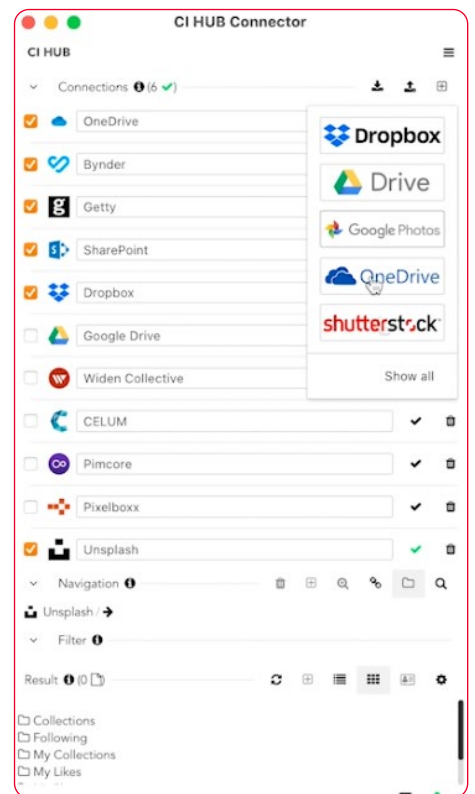 CI HUB Connector
CI HUB
Connections (6 ✓)
OneDrive
Bynder
Getty
SharePoint
Dropbox
Google Drive
Widen Collective
CELUM
Pimcore
Pixelboxx
Unsplash
Dropbox
Drive
Google Photos
OneDrive
shutterstock
Show all
Navigation
Unsplash /
Filter
Result (0)
Collections
Following
My Collections
My Likes